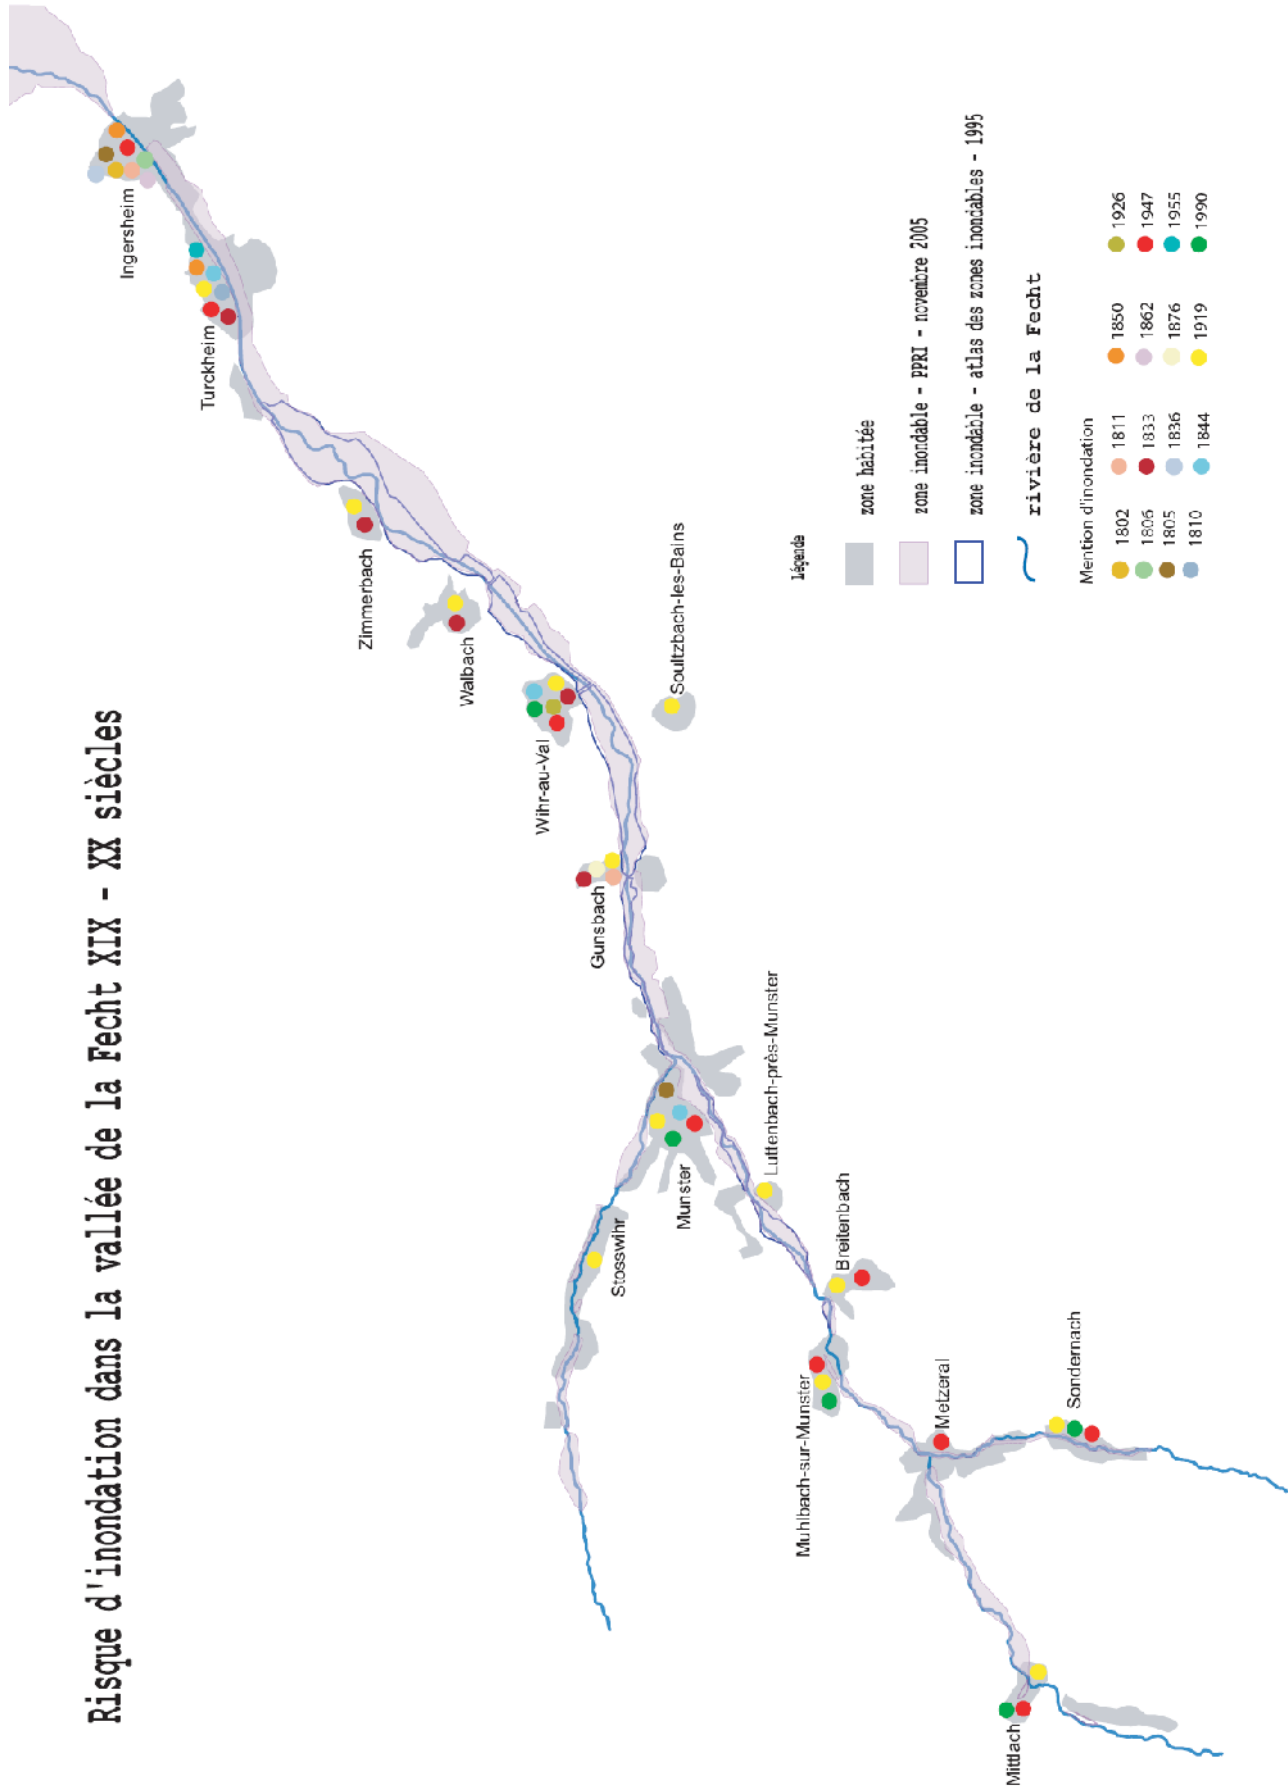 Risque d'inondation dans la vallée de la Fecht XIX - XX siècles
Ingersheim
Turckheim
Zimmerbach
Walbach
Wihr-au-Val
Soultzbach-les-Bains
Gunsbach
Munster
Luttenbach-près-Munster
Stosswihr
Breitenbach
Muhlbach-sur-Munster
Metzeral
Sondernach
Mittlach
Légende
zone habitée
zone inondable - PPRI - novembre 2005
zone inondable - atlas des zones inondables - 1995
rivière de la Fecht
Mention d'inondation
1802 1811 1850 1926
1806 1833 1862 1947
1805 1836 1876 1955
1810 1844 1919 1990